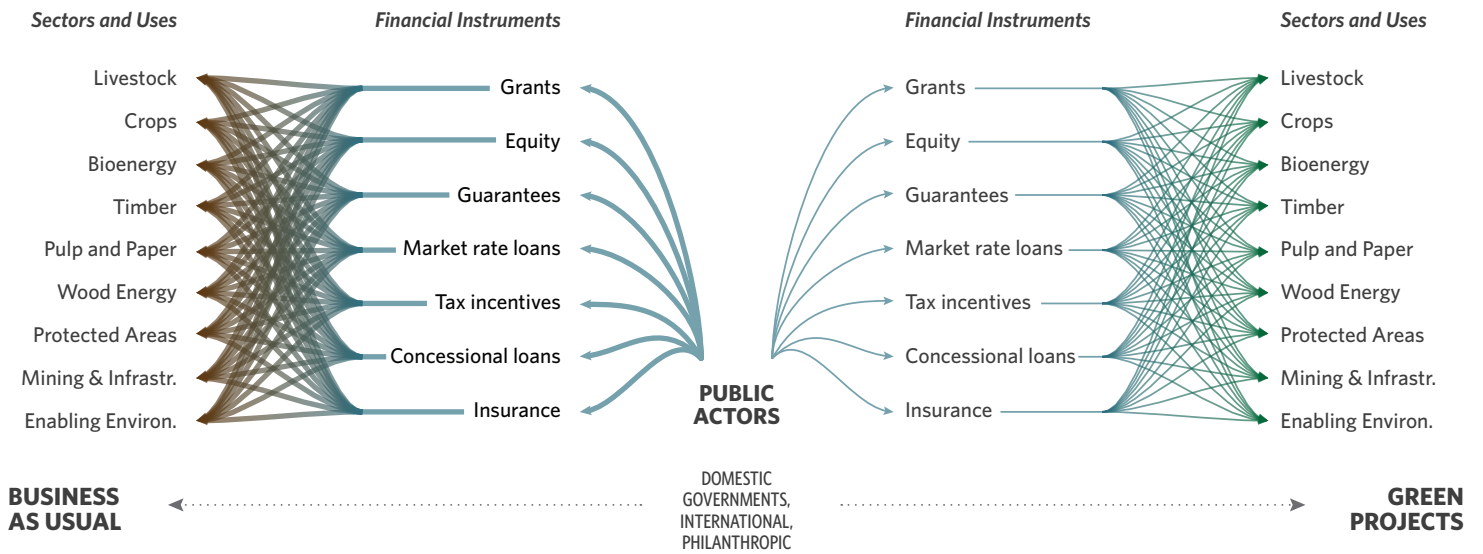 Sectors and Uses
Financial Instruments
Financial Instruments
Sectors and Uses
Livestock
Crops
Bioenergy
Timber
Pulp and Paper
Wood Energy
Protected Areas
Mining & Infrastr.
Enabling Environ.
Grants
Equity
Guarantees
Market rate loans
Tax incentives
Concessional loans
Insurance
PUBLIC
ACTORS
Grants
Equity
Guarantees
Market rate loans
Tax incentives
Concessional loans
Insurance
Livestock
Crops
Bioenergy
Timber
Pulp and Paper
Wood Energy
Protected Areas
Mining & Infrastr.
Enabling Environ.
BUSINESS
AS USUAL
DOMESTIC
GOVERNMENTS,
INTERNATIONAL,
PHILANTHROPIC
GREEN
PROJECTS